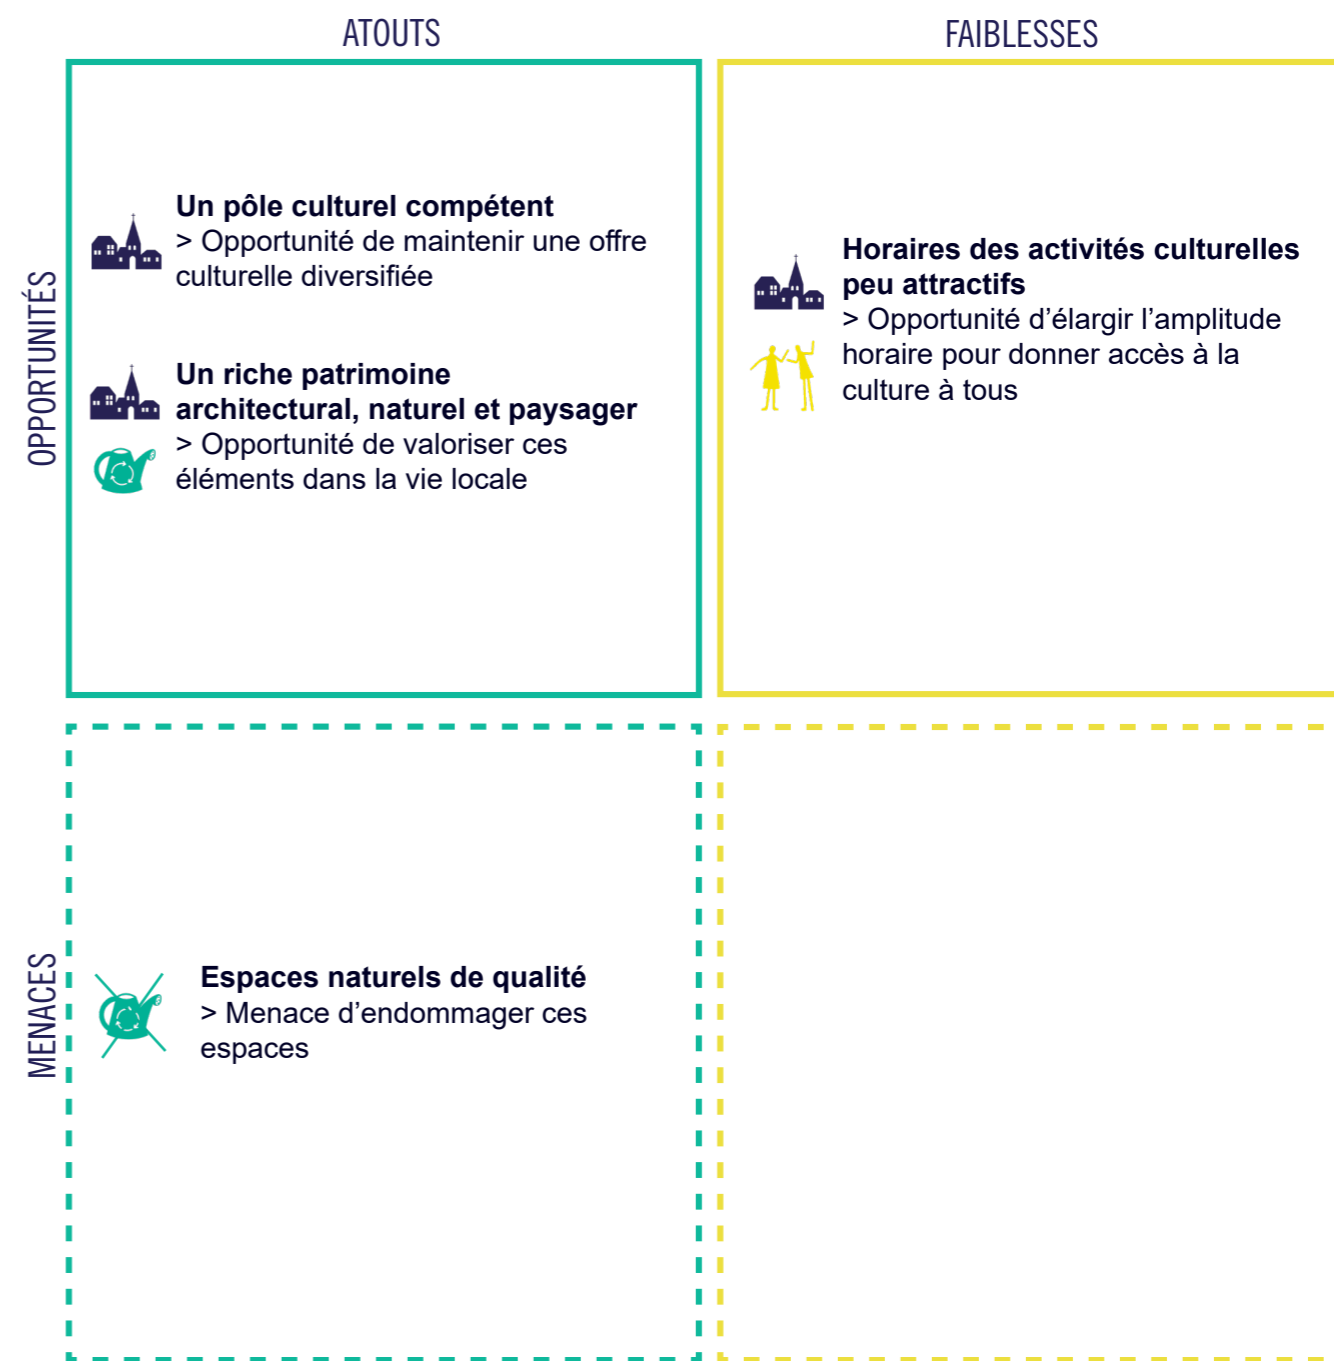 ATOUTS
FAIBLESSES
OPPORTUNITÉS
Un pôle culturel compétent
> Opportunité de maintenir une offre
culturelle diversifiée
Un riche patrimoine
architectural, naturel et paysager
> Opportunité de valoriser ces
éléments dans la vie locale
Horaires des activités culturelles
peu attractifs
> Opportunité d’élargir l’amplitude
horaire pour donner accès à la
culture à tous
MENACES
Espaces naturels de qualité
> Menace d’endommager ces
espaces